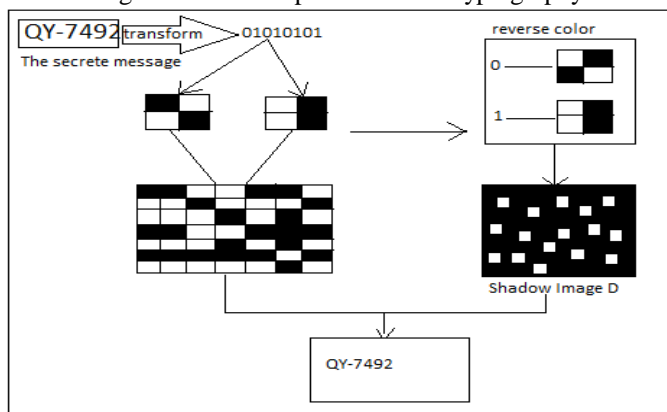 QY-7492
transform
01010101
The secrete message
reverse color
0
1
Shadow Image D
QY-7492